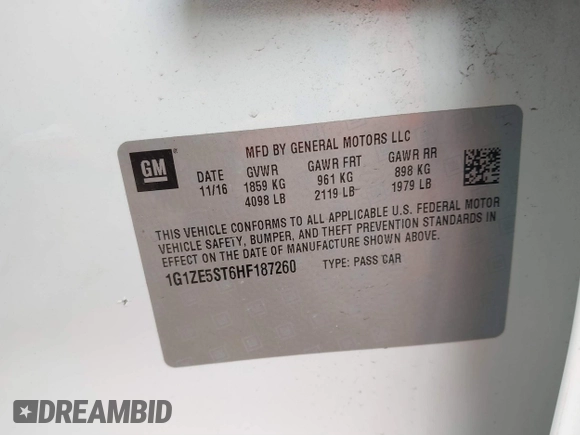 MFD BY GENERAL MOTORS LLC
GM
DATE GVWR GAWR FRT GAWR RR
11/16 1859 KG 961 KG 898 KG
4098 LB 2119 LB 1979 LB
THIS VEHICLE CONFORMS TO ALL APPLICABLE U.S. FEDERAL MOTOR
VEHICLE SAFETY, BUMPER, AND THEFT PREVENTION STANDARDS IN
EFFECT ON THE DATE OF MANUFACTURE SHOWN ABOVE.
1G1ZE5ST6HF187260 TYPE: PASS CAR
DREAMBID